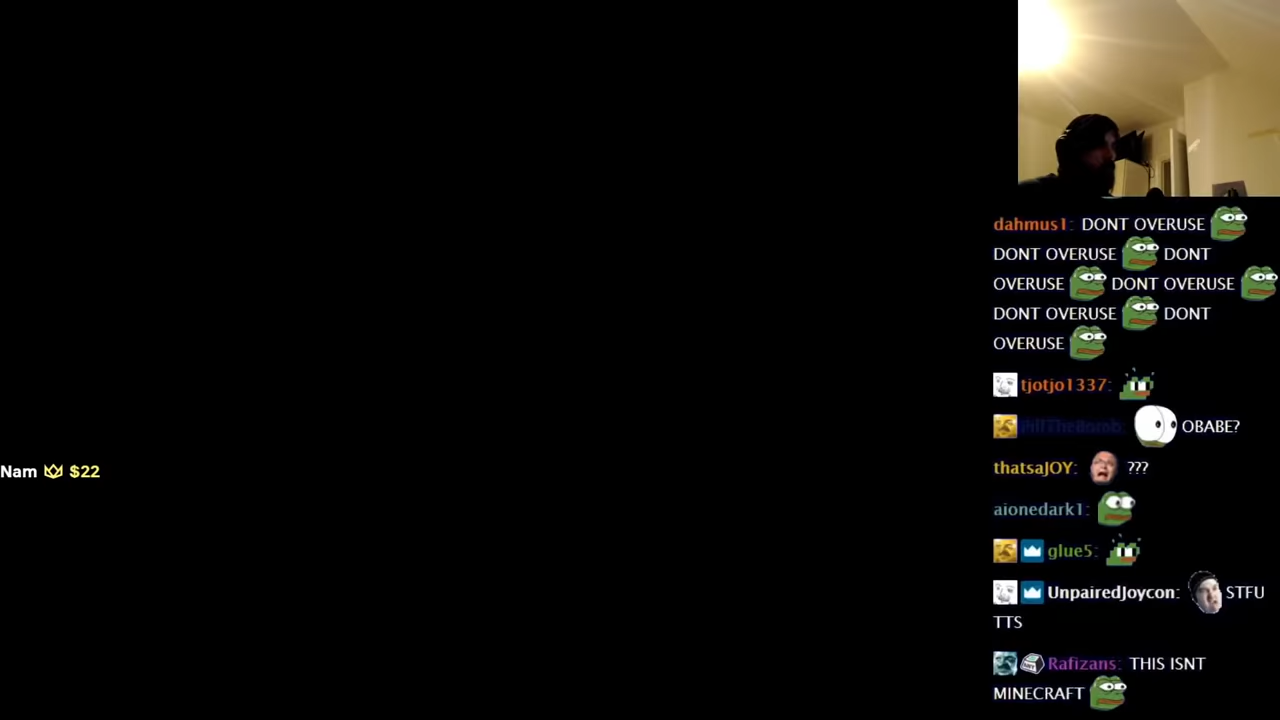 dahmus1: DONT OVERUSE
DONT OVERUSE DONT
OVERUSE DONT OVERUSE
DONT OVERUSE DONT
OVERUSE
tjotjo1337:
OBABE?
thatsaJOY: ???
Nam $22
aionedark1:
glue5:
UnpairedJoycon: STFU
TTS
Rafizans: THIS ISNT
MINECRAFT